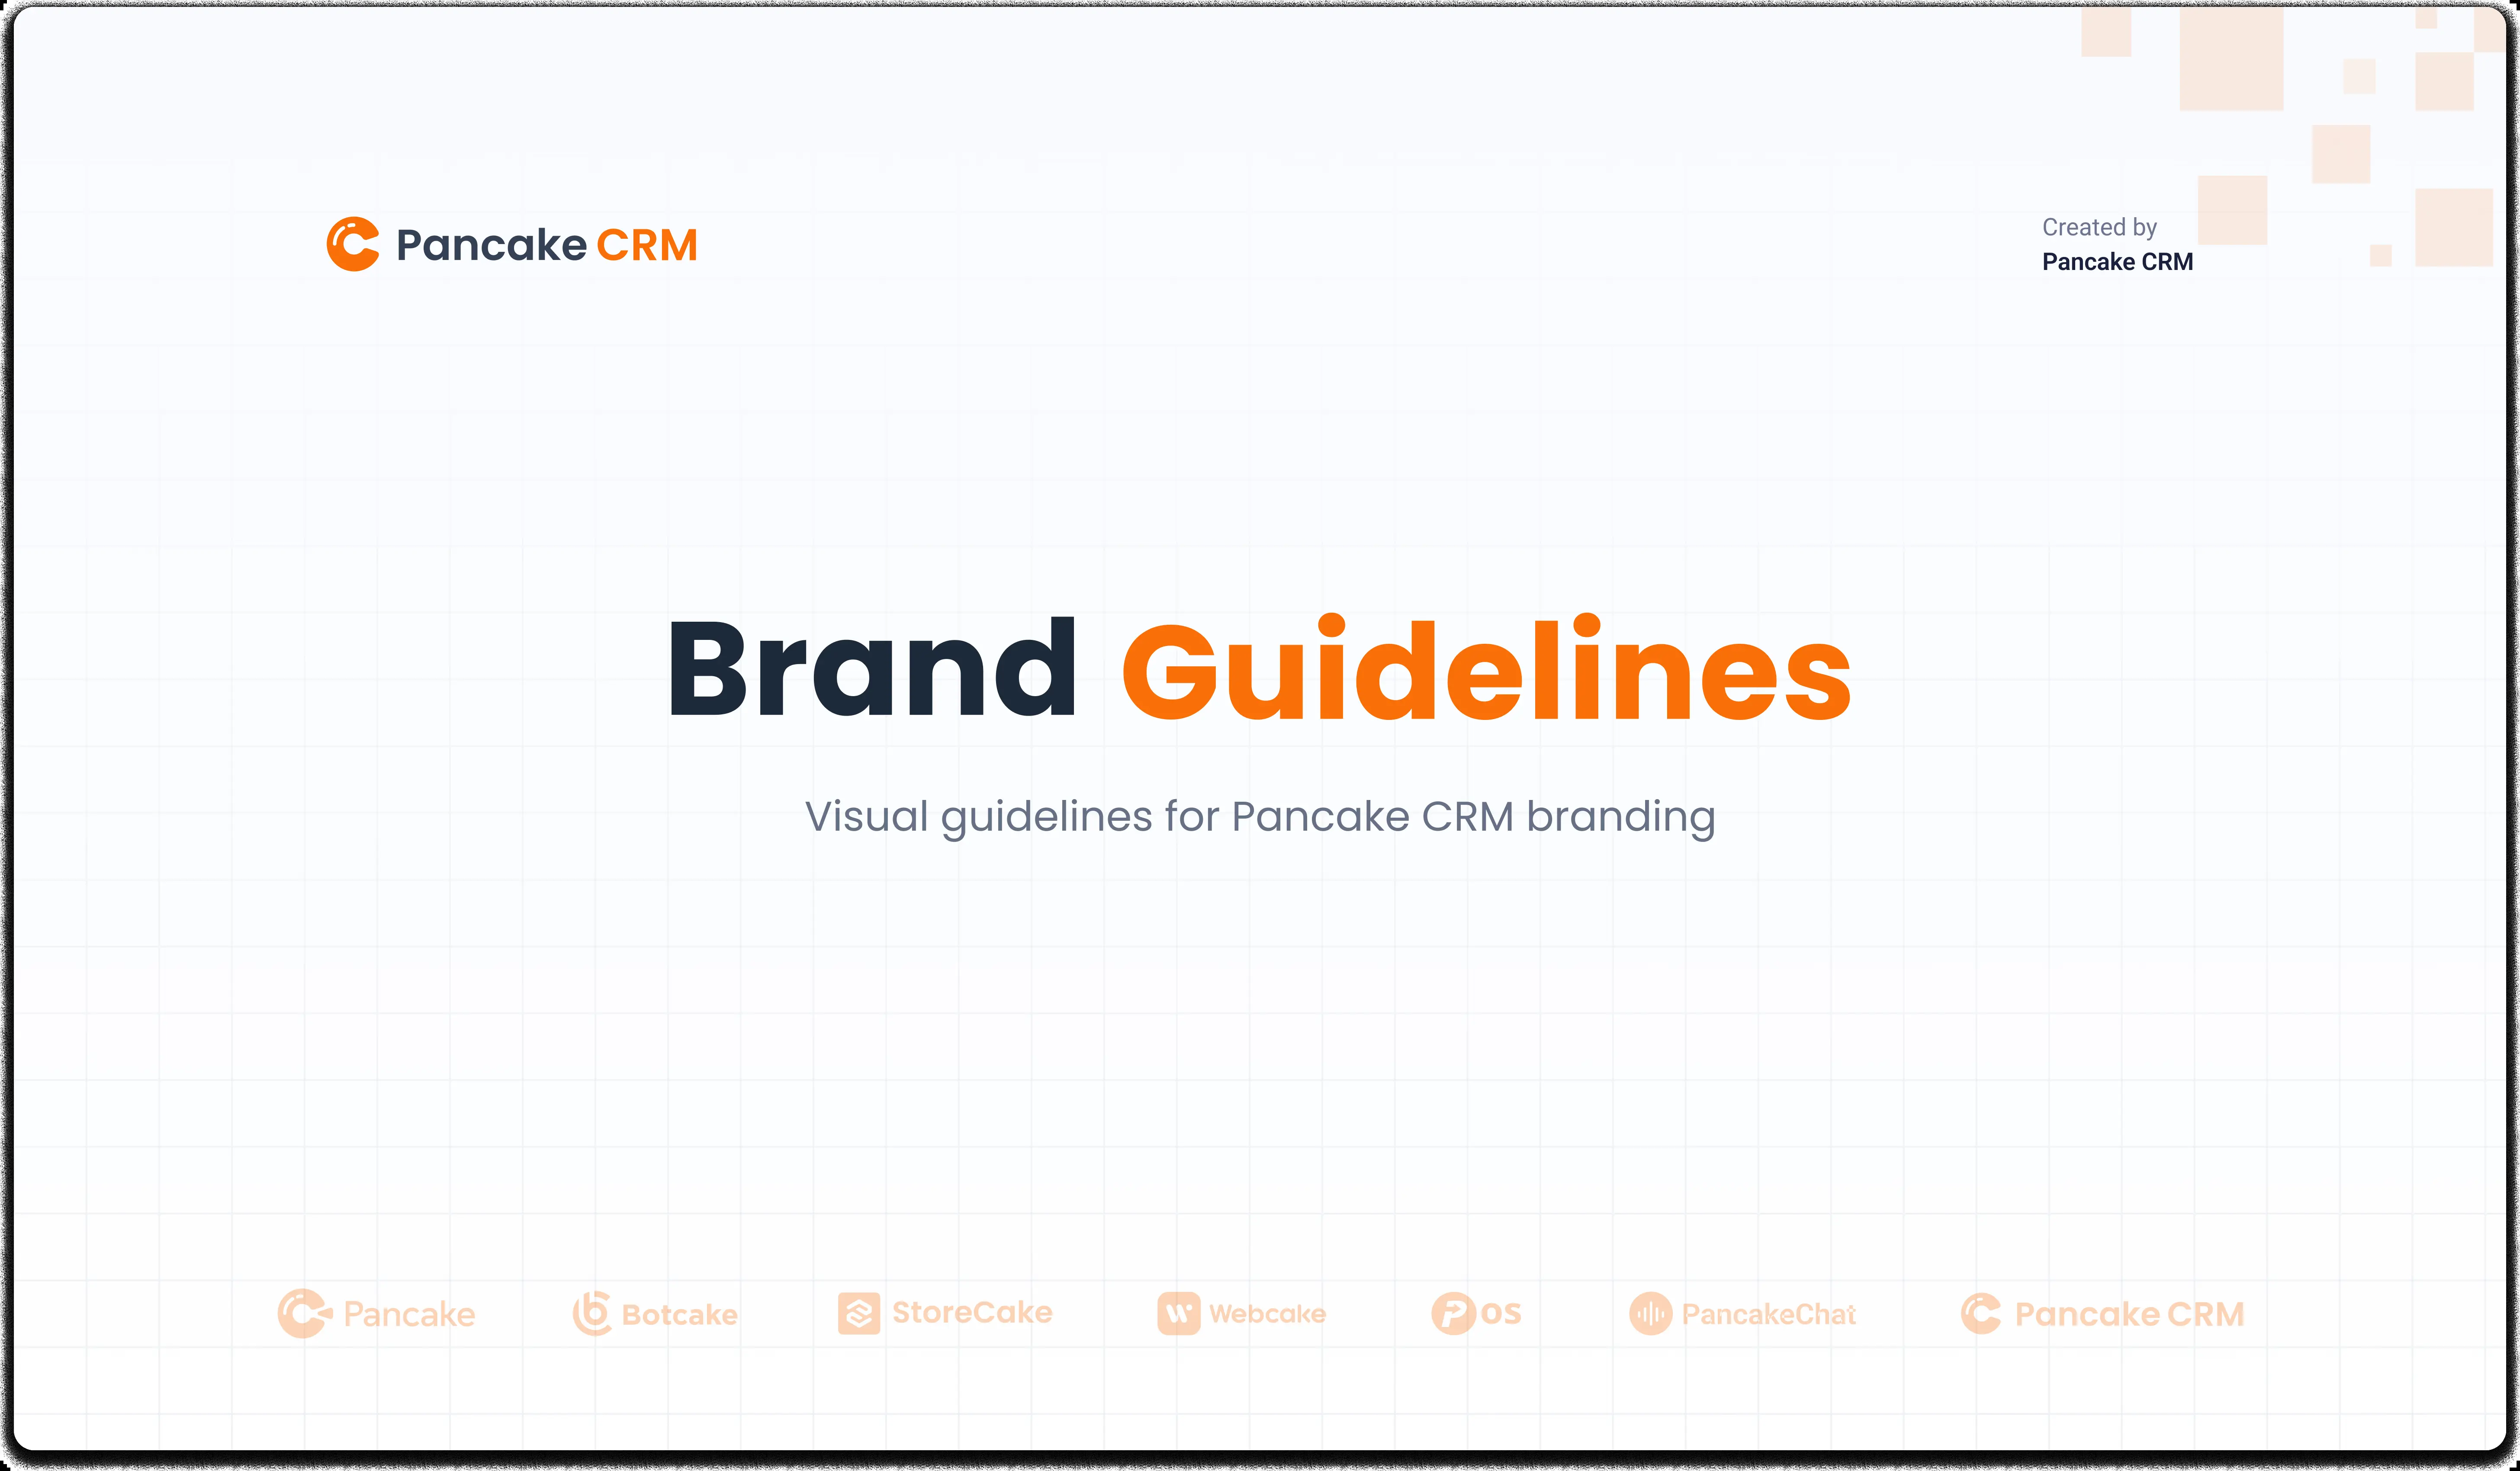 Pancake CRM
Created by
Pancake CRM
Brand Guidelines
Visual guidelines for Pancake CRM branding
Pancake
Botcake
StoreCake
Webcake
POS
PancakeChat
Pancake CRM